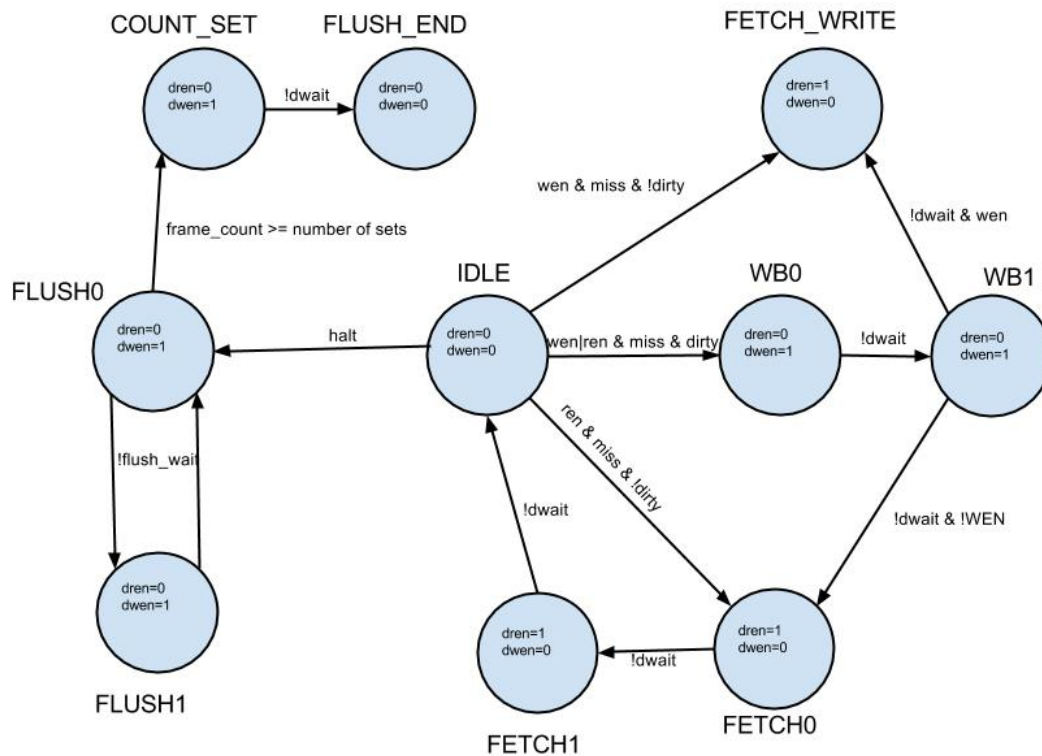 COUNT_SET
FLUSH_END
FETCH_WRITE
dren=0
dwen=1
!dwait
dren=0
dwen=0
dren=1
dwen=0
wen & miss & !dirty
!dwait & wen
frame_count >= number of sets
FLUSH0
IDLE
WB0
WB1
dren=0
dwen=1
halt
dren=0
dwen=0
wen|ren & miss & dirty
dren=0
dwen=1
!dwait
dren=0
dwen=1
!flush_wait
ren & miss & !dirty
!dwait
!dwait & !WEN
dren=0
dwen=1
dren=1
dwen=0
!dwait
dren=1
dwen=0
FLUSH1
FETCH1
FETCH0